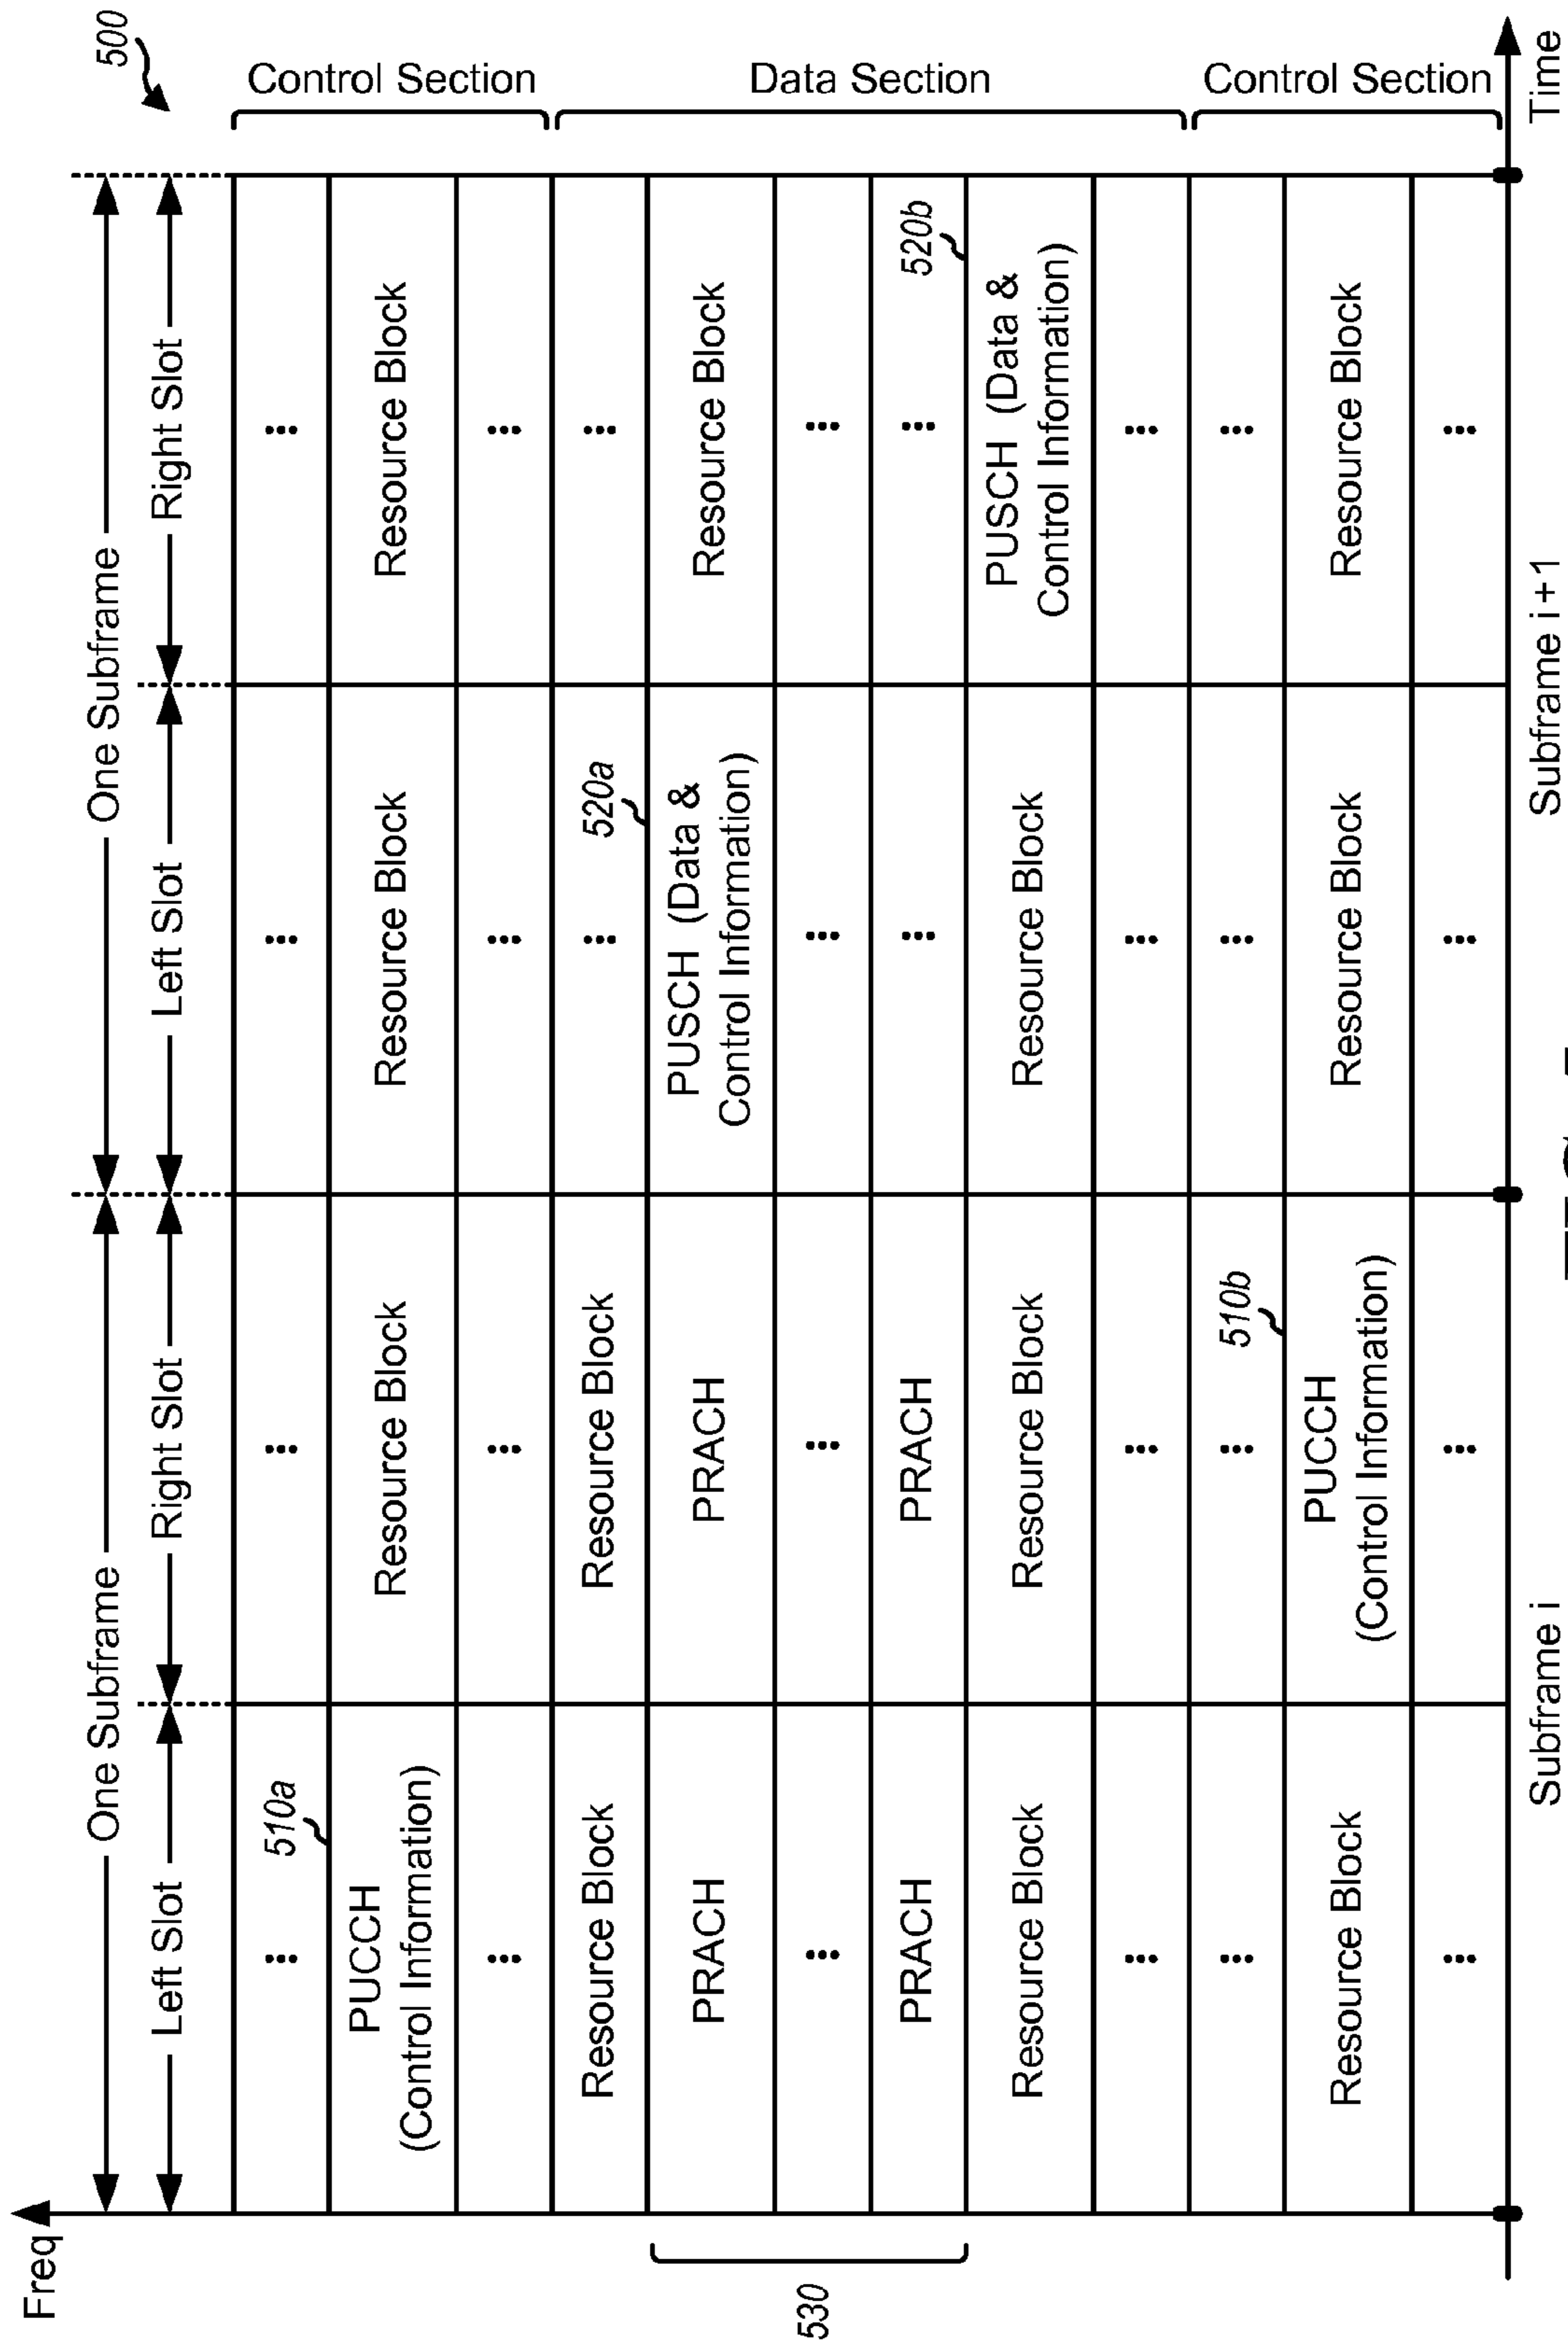 500
Freq
One Subframe
One Subframe
Left Slot
Right Slot
Left Slot
Right Slot
Control Section
Data Section
Control Section
...
510a
...
...
...
PUCCH
(Control Information)
Resource Block
Resource Block
Resource Block
...
...
...
...
Resource Block
Resource Block
...
520a
...
530
PRACH
PRACH
PUSCH (Data &
Control Information)
Resource Block
...
...
...
...
PRACH
PRACH
...
...
520b
Resource Block
Resource Block
Resource Block
PUSCH (Data &
Control Information)
...
...
...
...
...
...
510b
...
...
Resource Block
PUCCH
(Control Information)
Resource Block
Resource Block
...
...
...
...
Subframe i
Subframe i+1
Time